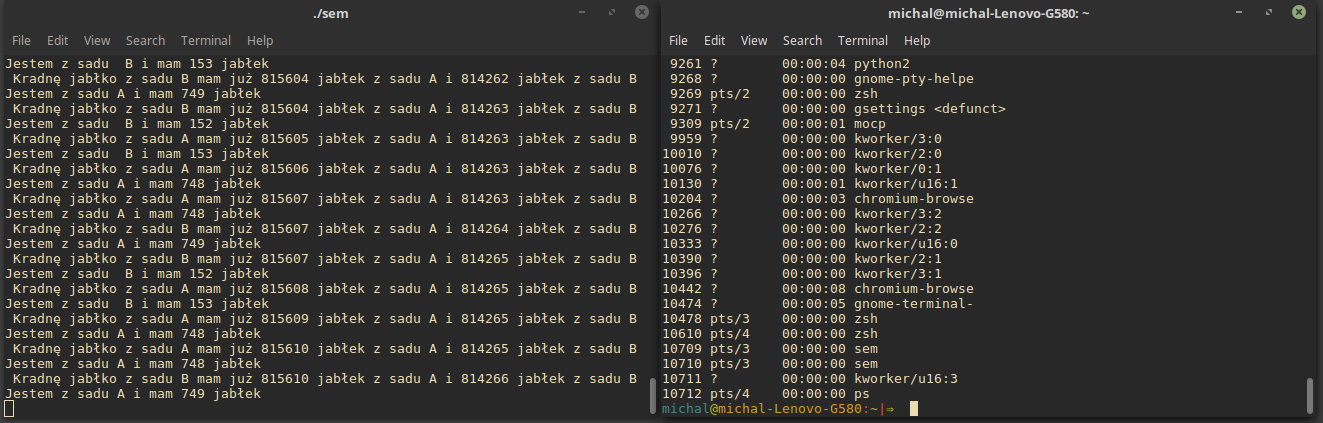 ./sem
File Edit View Search Terminal Help
Jestem z sadu  B i mam 153 jabłek
 Kradnę jabłko z sadu B mam już 815604 jabłek z sadu A i 814262 jabłek z sadu B
Jestem z sadu A i mam 749 jabłek
 Kradnę jabłko z sadu B mam już 815604 jabłek z sadu A i 814263 jabłek z sadu B
Jestem z sadu  B i mam 152 jabłek
 Kradnę jabłko z sadu A mam już 815605 jabłek z sadu A i 814263 jabłek z sadu B
Jestem z sadu  B i mam 153 jabłek
 Kradnę jabłko z sadu A mam już 815606 jabłek z sadu A i 814263 jabłek z sadu B
Jestem z sadu A i mam 748 jabłek
 Kradnę jabłko z sadu A mam już 815607 jabłek z sadu A i 814263 jabłek z sadu B
Jestem z sadu A i mam 748 jabłek
 Kradnę jabłko z sadu B mam już 815607 jabłek z sadu A i 814264 jabłek z sadu B
Jestem z sadu A i mam 749 jabłek
 Kradnę jabłko z sadu B mam już 815607 jabłek z sadu A i 814265 jabłek z sadu B
Jestem z sadu  B i mam 152 jabłek
 Kradnę jabłko z sadu A mam już 815608 jabłek z sadu A i 814265 jabłek z sadu B
Jestem z sadu  B i mam 153 jabłek
 Kradnę jabłko z sadu A mam już 815609 jabłek z sadu A i 814265 jabłek z sadu B
Jestem z sadu A i mam 748 jabłek
 Kradnę jabłko z sadu A mam już 815610 jabłek z sadu A i 814265 jabłek z sadu B
Jestem z sadu A i mam 748 jabłek
 Kradnę jabłko z sadu B mam już 815610 jabłek z sadu A i 814266 jabłek z sadu B
Jestem z sadu A i mam 749 jabłek
michal@michal-Lenovo-G580: ~
File Edit View Search Terminal Help
 9261 ?        00:00:04 python2
 9268 ?        00:00:00 gnome-pty-helpe
 9269 pts/2    00:00:00 zsh
 9271 ?        00:00:00 gsettings <defunct>
 9309 pts/2    00:00:01 mocp
 9959 ?        00:00:00 kworker/3:0
10010 ?        00:00:00 kworker/2:0
10076 ?        00:00:00 kworker/0:1
10130 ?        00:00:01 kworker/u16:1
10204 ?        00:00:03 chromium-browse
10266 ?        00:00:00 kworker/3:2
10276 ?        00:00:00 kworker/2:2
10333 ?        00:00:00 kworker/u16:0
10390 ?        00:00:00 kworker/2:1
10396 ?        00:00:00 kworker/3:1
10442 ?        00:00:08 chromium-browse
10474 ?        00:00:05 gnome-terminal-
10478 pts/3    00:00:00 zsh
10610 pts/4    00:00:00 zsh
10709 pts/3    00:00:00 sem
10710 pts/3    00:00:00 sem
10711 ?        00:00:00 kworker/u16:3
10712 pts/4    00:00:00 ps
michal@michal-Lenovo-G580:~|⇒